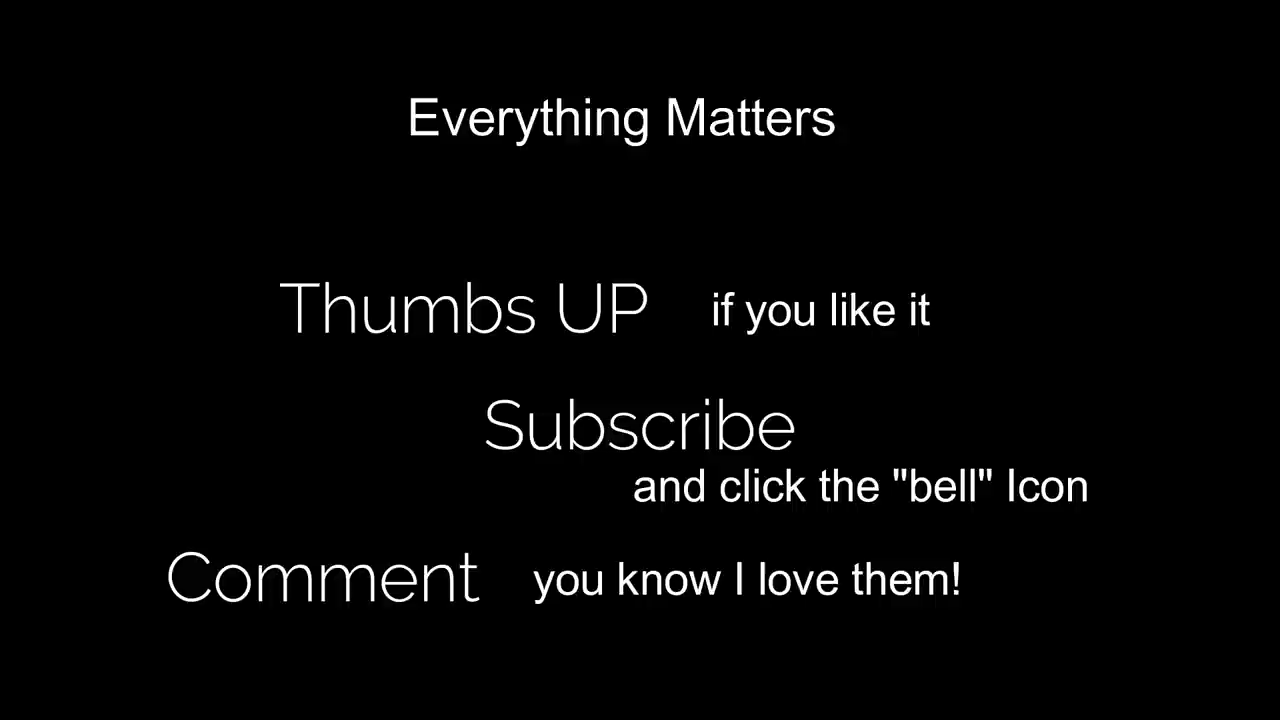 Everything Matters
Thumbs UP if you like it
Subscribe
and click the "bell" Icon
Comment you know I love them!